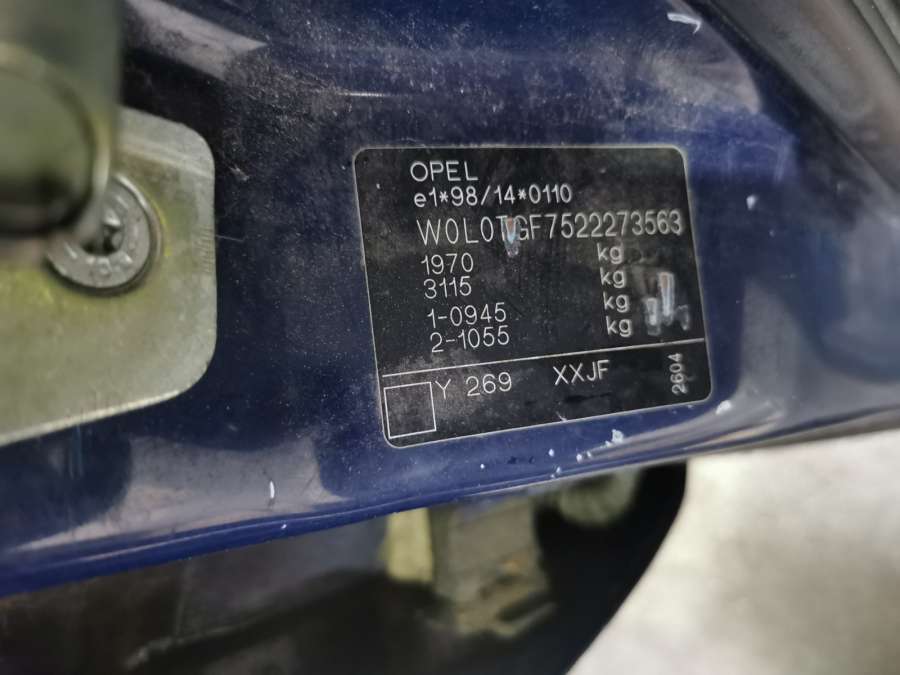 OPEL
e1*98/14*0110
W0L0TGF7522273563
1970 kg
3115 kg
1-0945 kg
2-1055 kg
Y 269 XXJF
2604